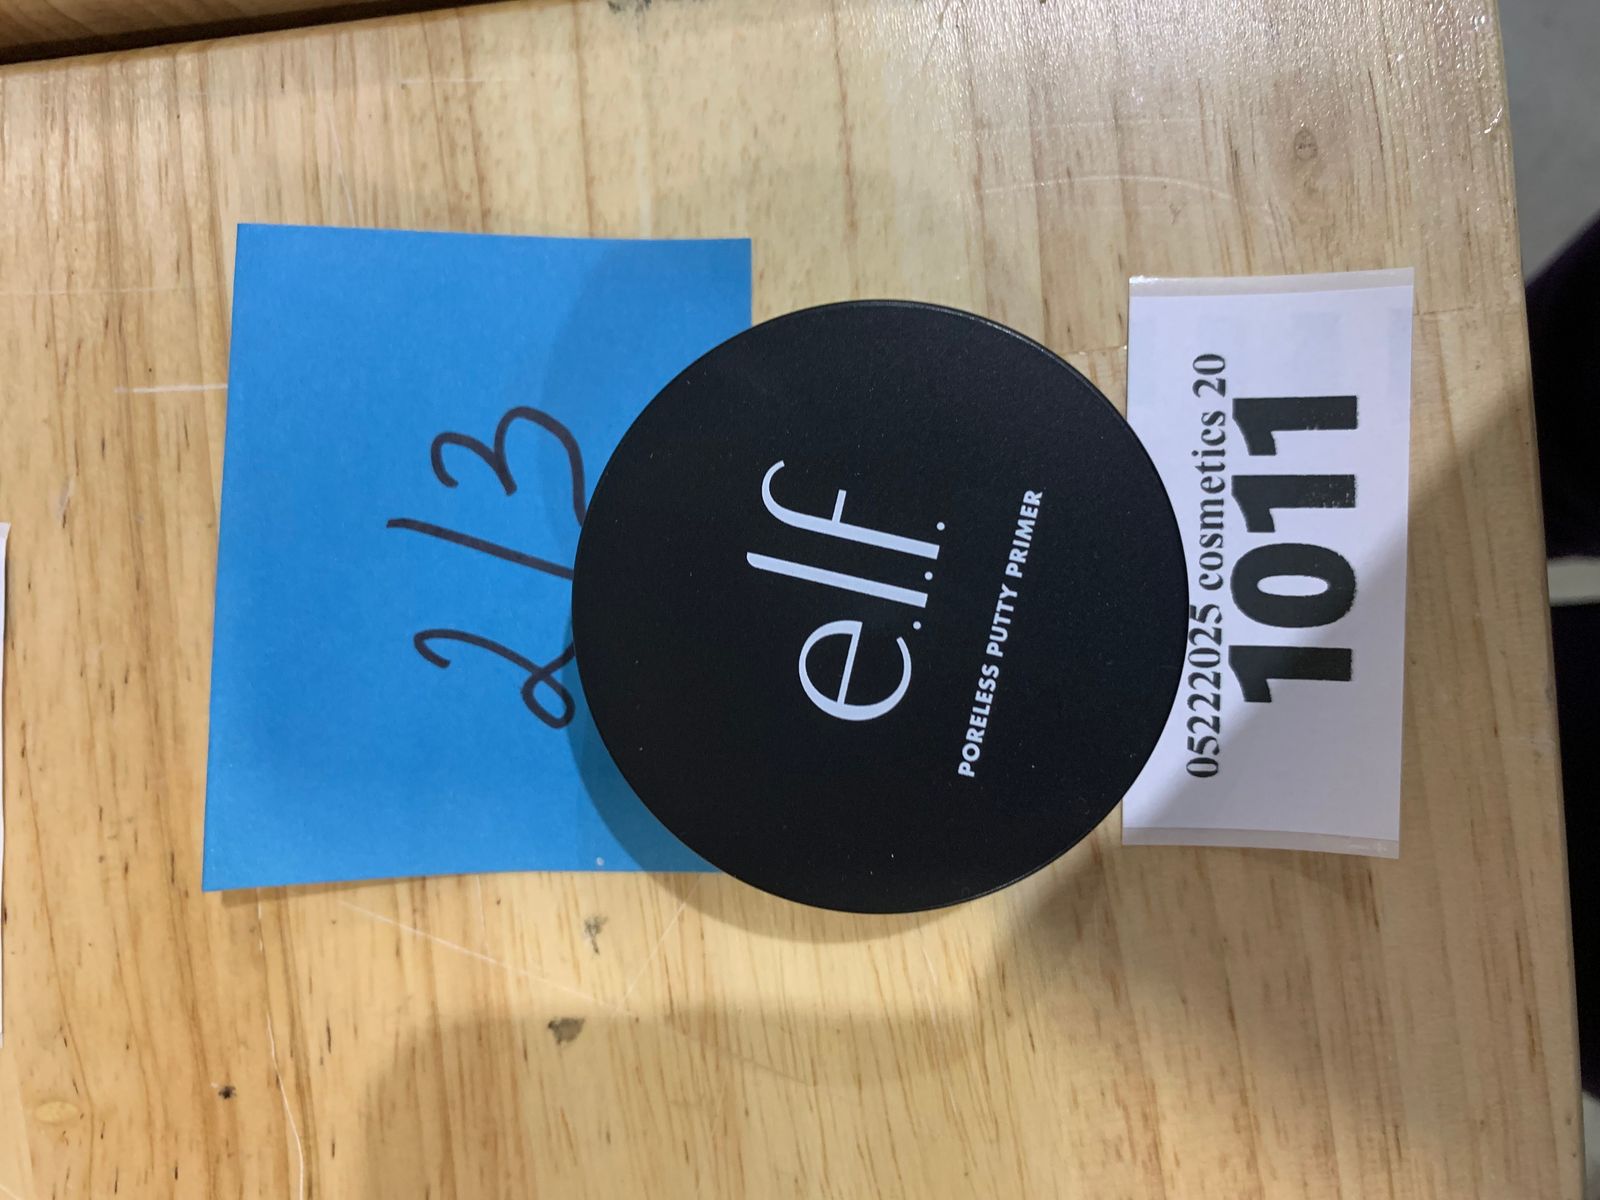 2/3
e.l.f.
PORELESS PUTTY PRIMER
05222025 cosmetics 20
1011